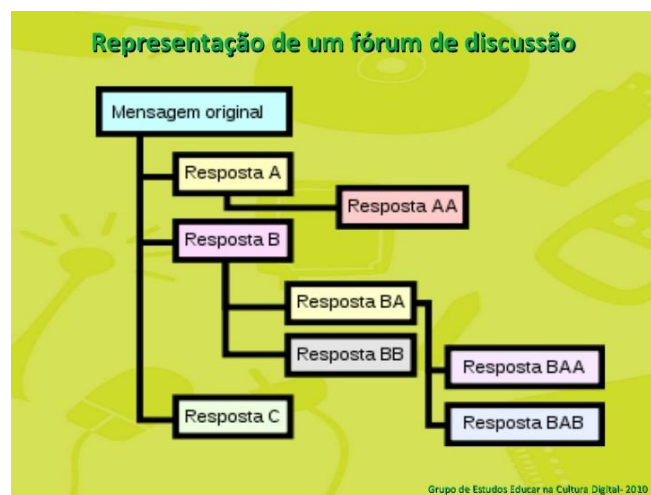 Representação de um fórum de discussão
Mensagem original
Resposta A
Resposta AA
Resposta B
Resposta BA
Resposta BB
Resposta BAA
Resposta C
Resposta BAB
Grupo de Estudos Educar na Cultura Digital- 2010